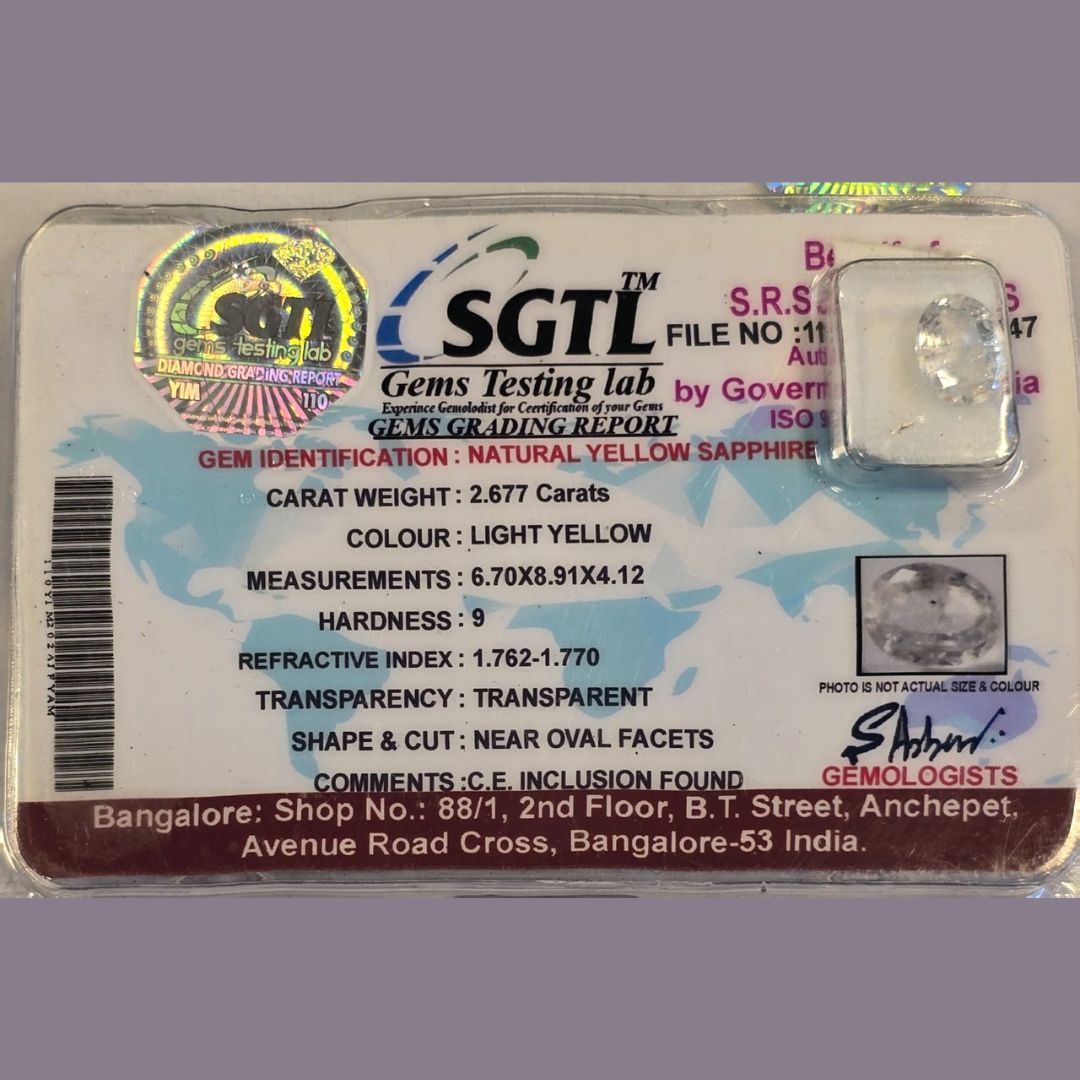 SGTL
gems testing lab
DIAMOND GRADING REPORT
YIM 110
SGTL™
Gems Testing lab
Experince Gemolodist for Ceertification of your Gems
GEMS GRADING REPORT
S.R.S
FILE NO :11 47
by Govern ia
ISO
GEM IDENTIFICATION : NATURAL YELLOW SAPPHIRE
CARAT WEIGHT : 2.677 Carats
COLOUR : LIGHT YELLOW
MEASUREMENTS : 6.70X8.91X4.12
HARDNESS : 9
REFRACTIVE INDEX : 1.762-1.770
TRANSPARENCY : TRANSPARENT
SHAPE & CUT : NEAR OVAL FACETS
COMMENTS :C.E. INCLUSION FOUND
PHOTO IS NOT ACTUAL SIZE & COLOUR
GEMOLOGISTS
Bangalore: Shop No.: 88/1, 2nd Floor, B.T. Street, Anchepet,
Avenue Road Cross, Bangalore-53 India.